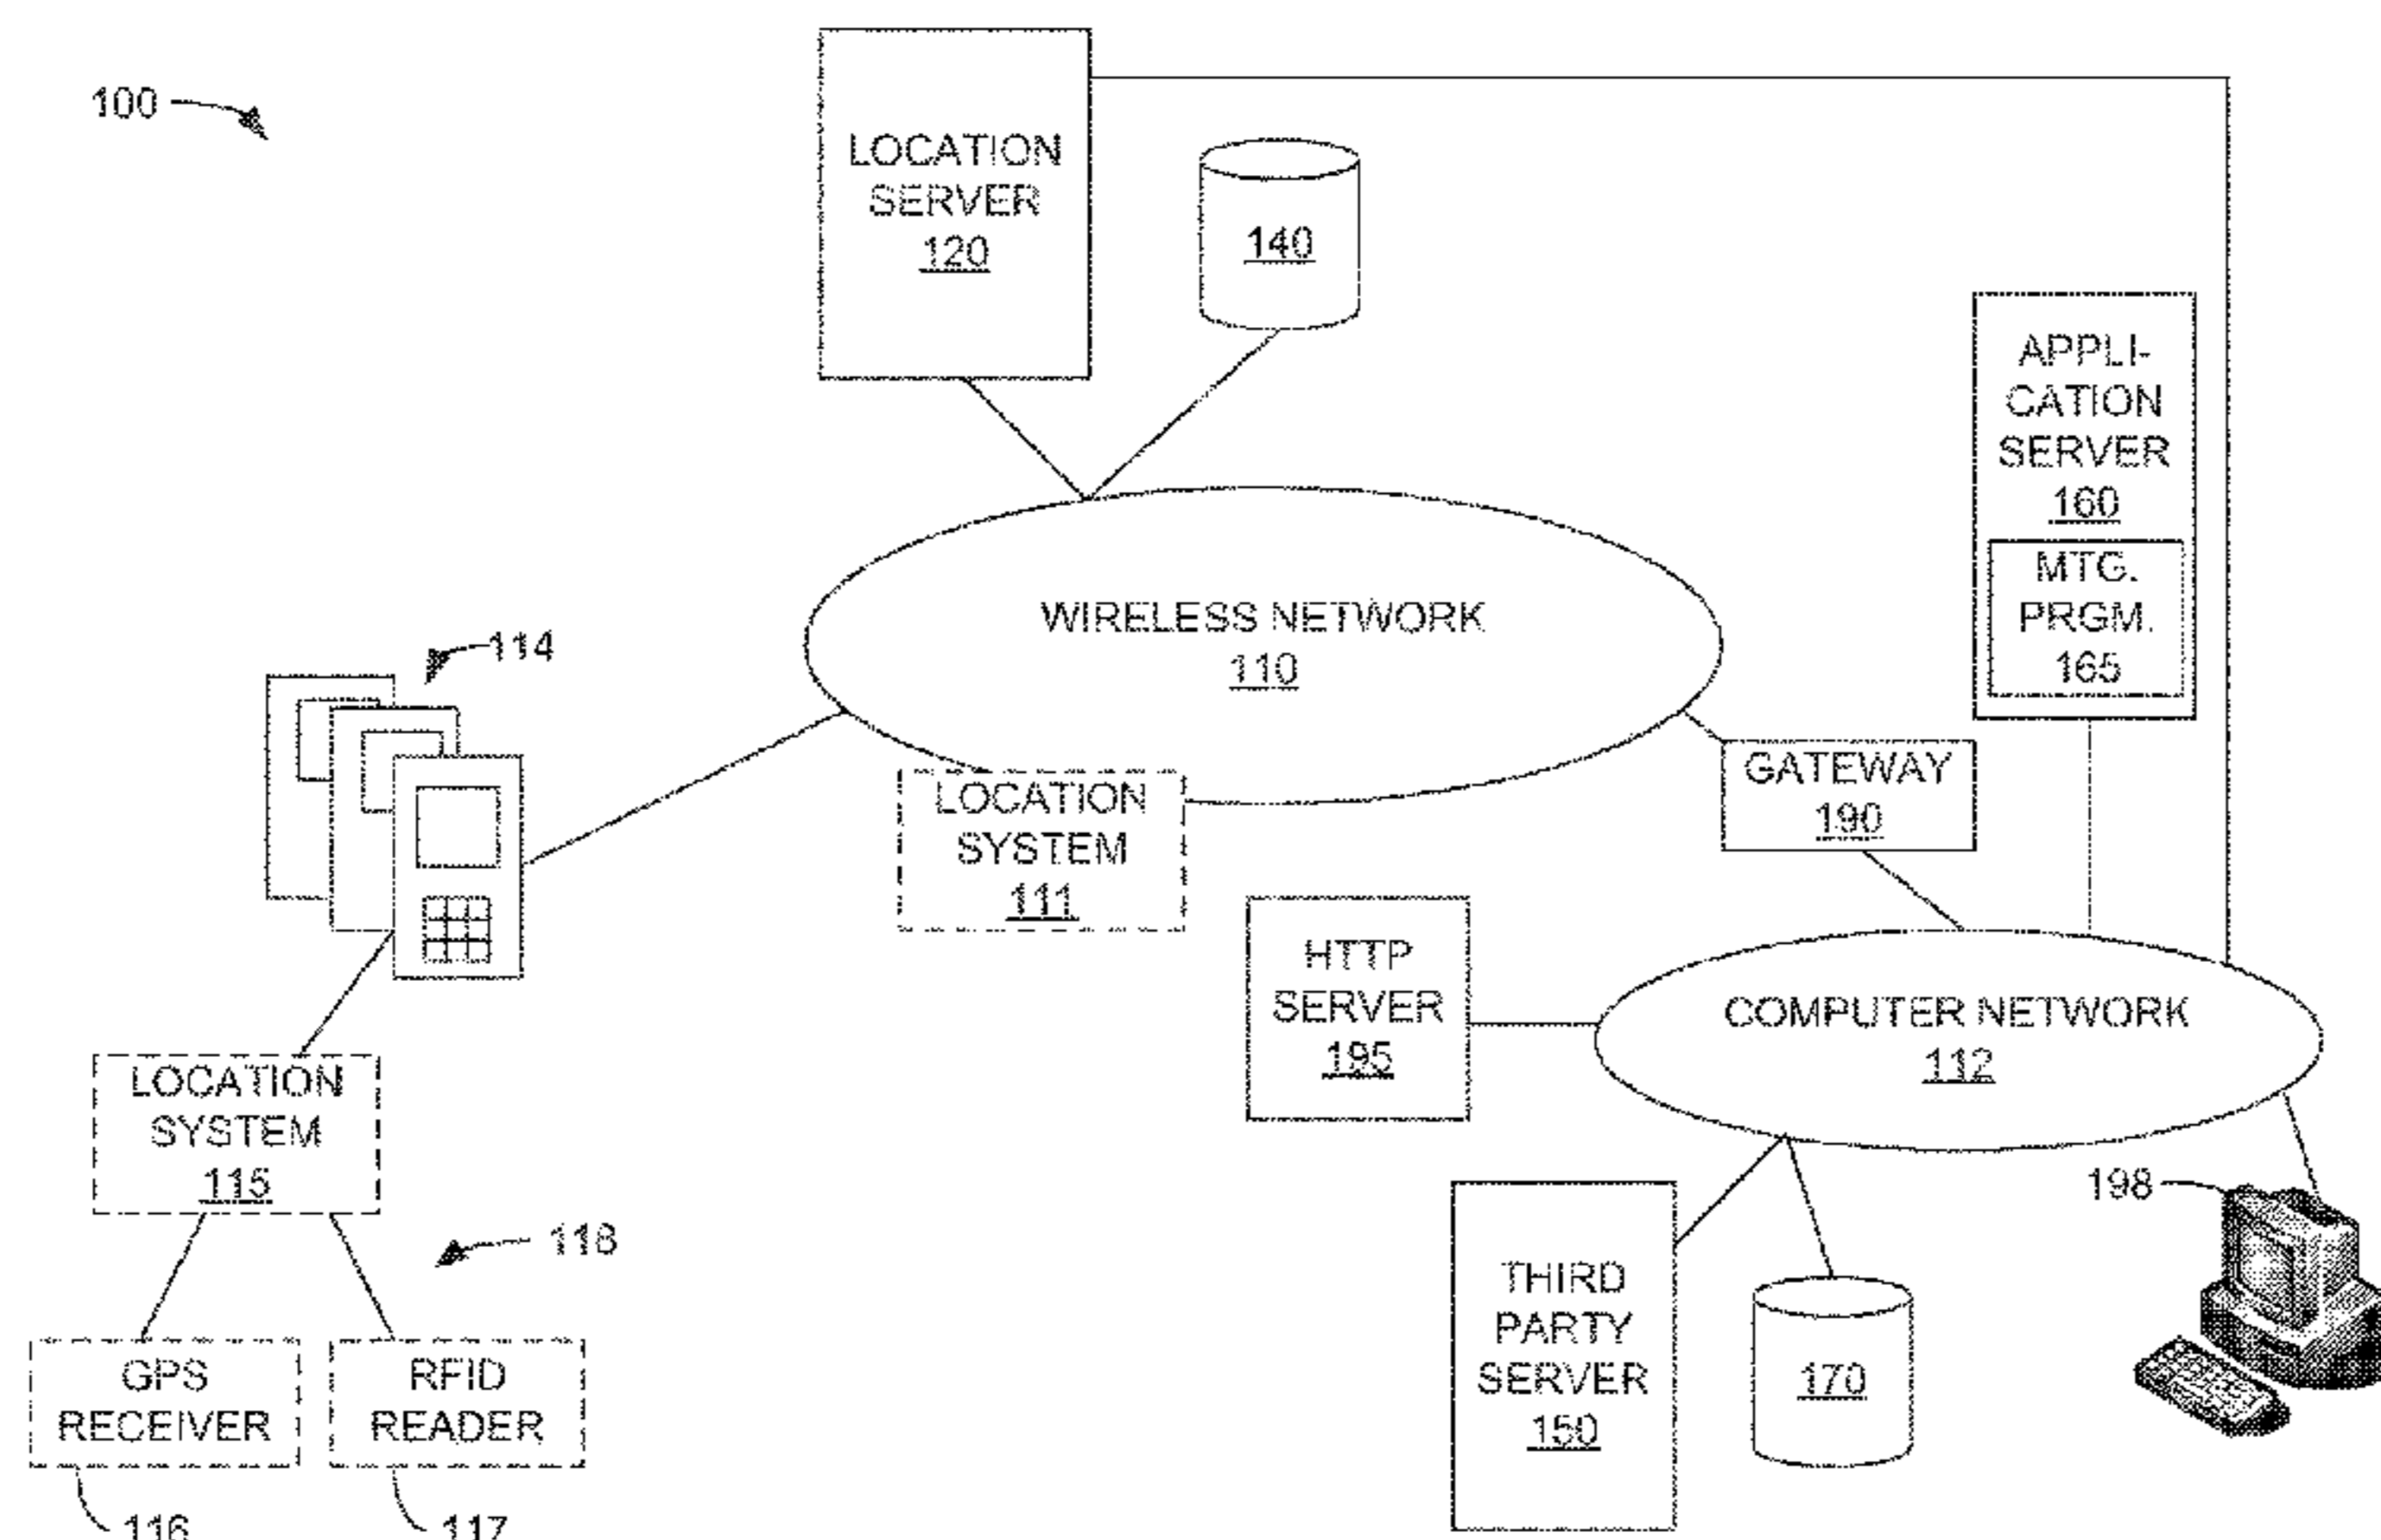 100
LOCATION
SERVER
120
140
APPLI-
CATION
SERVER
160
MTG.
PRGM.
165
WIRELESS NETWORK
110
114
LOCATION
SYSTEM
111
GATEWAY
190
HTTP
SERVER
195
COMPUTER NETWORK
112
LOCATION
SYSTEM
115
118
198
GPS
RECEIVER
RFID
READER
THIRD
PARTY
SERVER
150
170
116
117